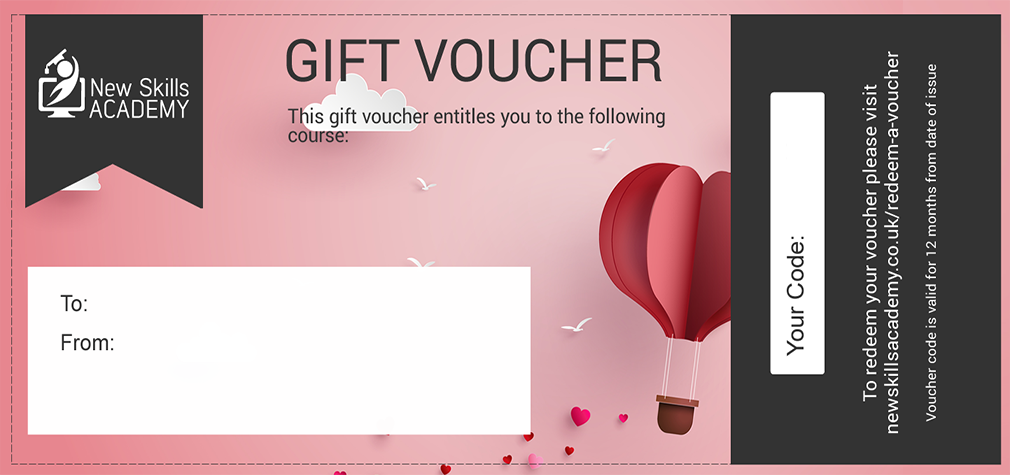 New Skills
ACADEMY
GIFT VOUCHER
This gift voucher entitles you to the following
course:
To:
From:
Your Code:
To redeem your voucher please visit
newskillsacademy.co.uk/redeem-a-voucher
Voucher code is valid for 12 months from date of issue